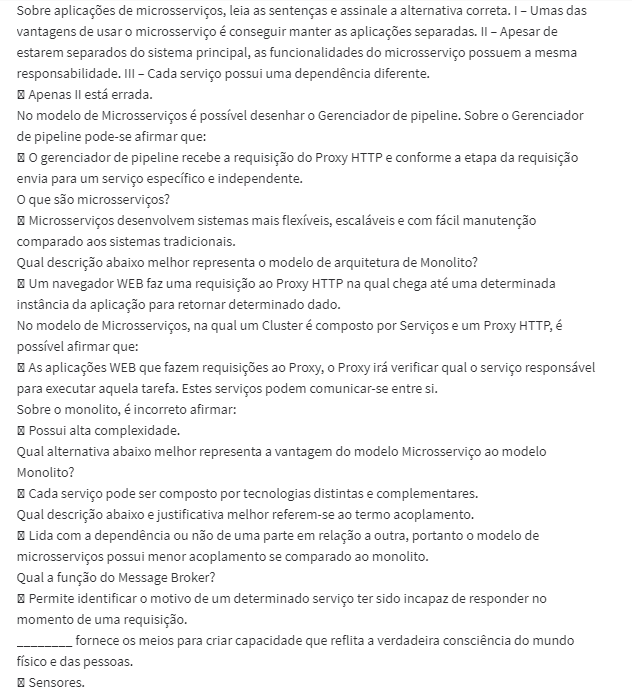 Sobre aplicações de microsserviços, leia as sentenças e assinale a alternativa correta. I – Umas das
vantagens de usar o microsserviço é conseguir manter as aplicações separadas. II – Apesar de
estarem separados do sistema principal, as funcionalidades do microsserviço possuem a mesma
responsabilidade. III – Cada serviço possui uma dependência diferente.
Apenas II está errada.
No modelo de Microsserviços é possível desenhar o Gerenciador de pipeline. Sobre o Gerenciador
de pipeline pode-se afirmar que:
O gerenciador de pipeline recebe a requisição do Proxy HTTP e conforme a etapa da requisição
envia para um serviço específico e independente.
O que são microsserviços?
Microsserviços desenvolvem sistemas mais flexíveis, escaláveis e com fácil manutenção
comparado aos sistemas tradicionais.
Qual descrição abaixo melhor representa o modelo de arquitetura de Monolito?
Um navegador WEB faz uma requisição ao Proxy HTTP na qual chega até uma determinada
instância da aplicação para retornar determinado dado.
No modelo de Microsserviços, na qual um Cluster é composto por Serviços e um Proxy HTTP, é
possível afirmar que:
As aplicações WEB que fazem requisições ao Proxy, o Proxy irá verificar qual o serviço responsável
para executar aquela tarefa. Estes serviços podem comunicar-se entre si.
Sobre o monolito, é incorreto afirmar:
Possui alta complexidade.
Qual alternativa abaixo melhor representa a vantagem do modelo Microsserviço ao modelo
Monolito?
Cada serviço pode ser composto por tecnologias distintas e complementares.
Qual descrição abaixo e justificativa melhor referem-se ao termo acoplamento.
Lida com a dependência ou não de uma parte em relação a outra, portanto o modelo de
microsserviços possui menor acoplamento se comparado ao monolito.
Qual a função do Message Broker?
Permite identificar o motivo de um determinado serviço ter sido incapaz de responder no
momento de uma requisição.
________ fornece os meios para criar capacidade que reflita a verdadeira consciência do mundo
físico e das pessoas.
Sensores.